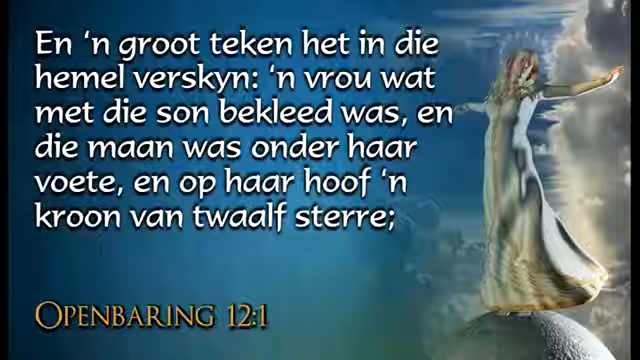 En ‘n groot teken het in die
hemel verskyn: ‘n vrou wat
met die son bekleed was, en
die maan was onder haar
voete, en op haar hoof ‘n
kroon van twaalf sterre;
OPENBARING 12:1